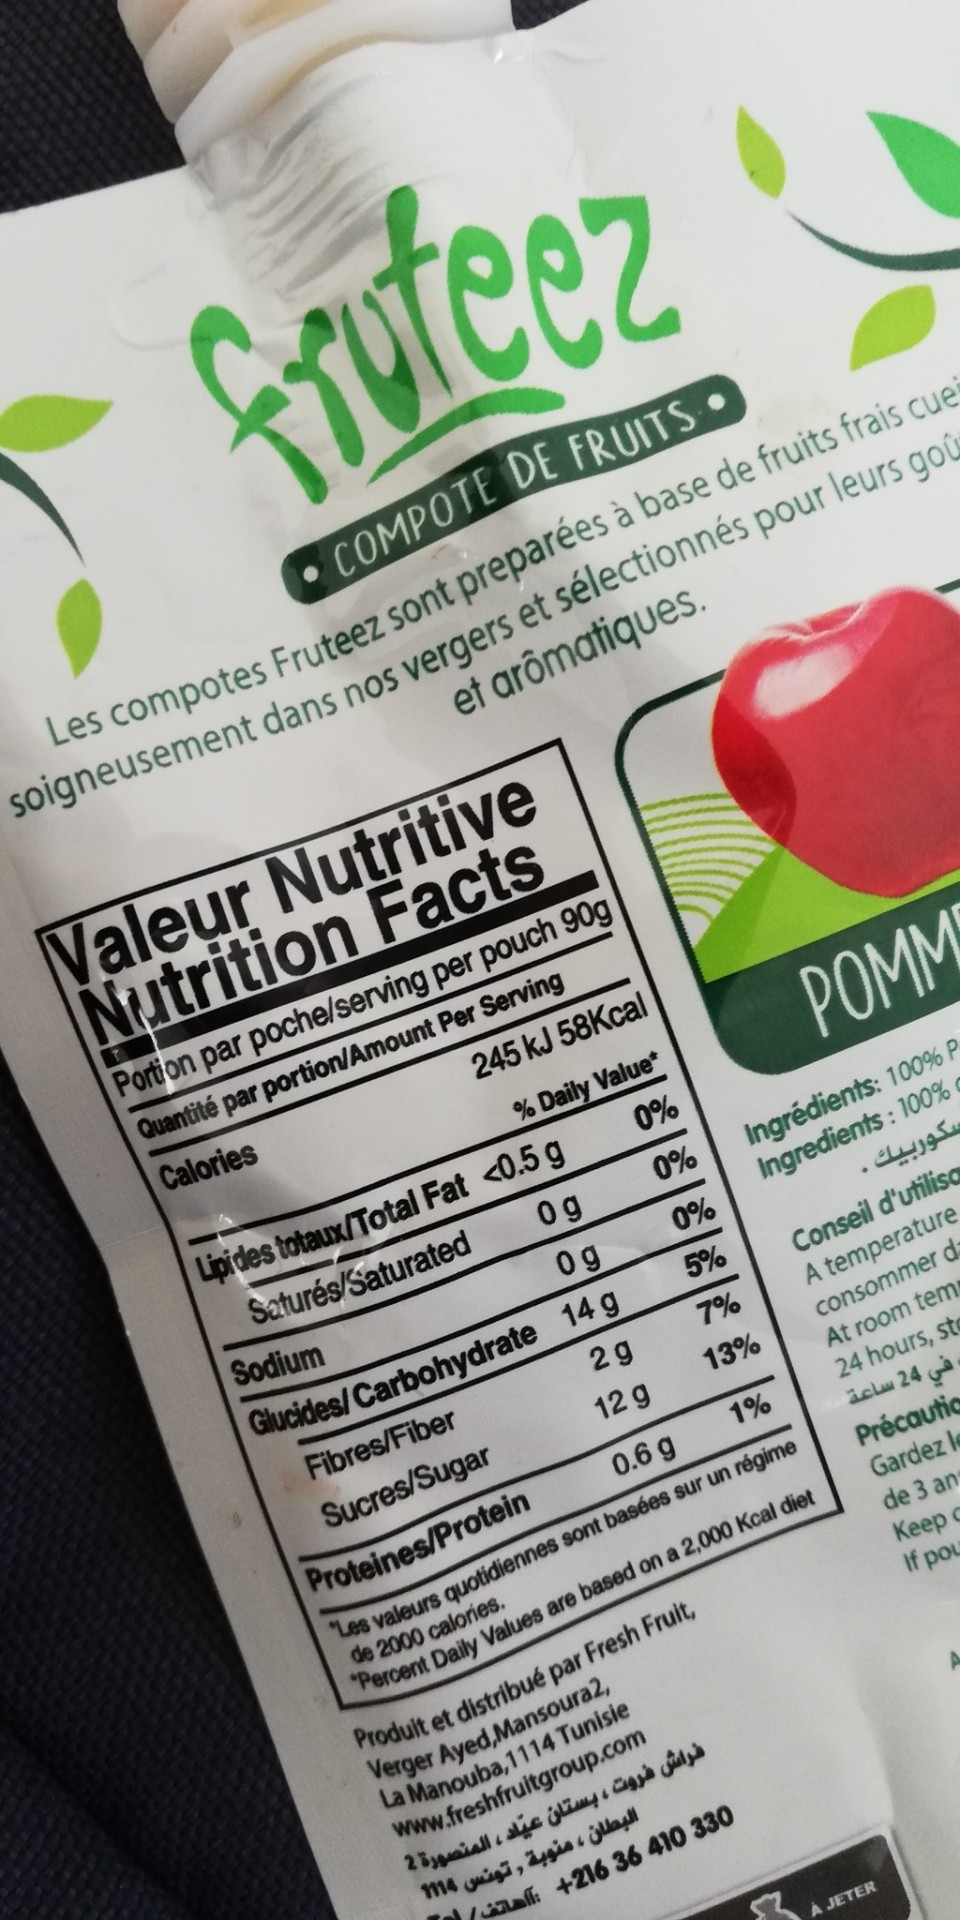 fruteez
• COMPOTE DE FRUITS •
Les compotes Fruteez sont preparées à base de fruits frais
soigneusement dans nos vergers et sélectionnés pour leurs
et arômatiques.
Valeur Nutritive
Nutrition Facts
Portion par poche/serving per pouch 90g
Quantité par portion/Amount Per Serving
Calories 245 kJ 58Kcal
% Daily Value*
Lipides totaux/Total Fat <0.5 g 0%
Saturés/Saturated 0 g 0%
Sodium 0 g 0%
Glucides/Carbohydrate 14 g 5%
Fibres/Fiber 2 g 7%
Sucres/Sugar 12 g 13%
Proteines/Protein 0.6 g 1%
*Les valeurs quotidiennes sont basées sur un régime
de 2000 calories.
*Percent Daily Values are based on a 2,000 Kcal diet
Produit et distribué par Fresh Fruit,
Verger Ayed,Mansoura2,
La Manouba,1114 Tunisie
www.freshfruitgroup.com
فراش فروت ، بستان عيّاد ، المنصورة 2
البطان ، منوبة , تونس 1114
Tel / الهاتف: +216 36 410 330
POMM
Ingrédients: 100%
Ingredients : 100%
Conseil d'utilisa
A temperature
consommer
At room
24 hours,
في 24 ساعة
Précautio
Gardez
de 3
Keep
If
À JETER